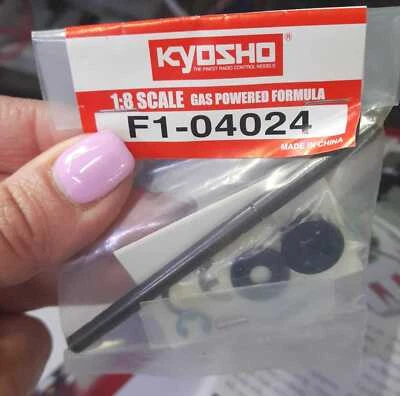 KYOSHO®
THE FINEST RADIO CONTROL MODELS
1:8 SCALE GAS POWERED FORMULA
F1-04024
MADE IN CHINA